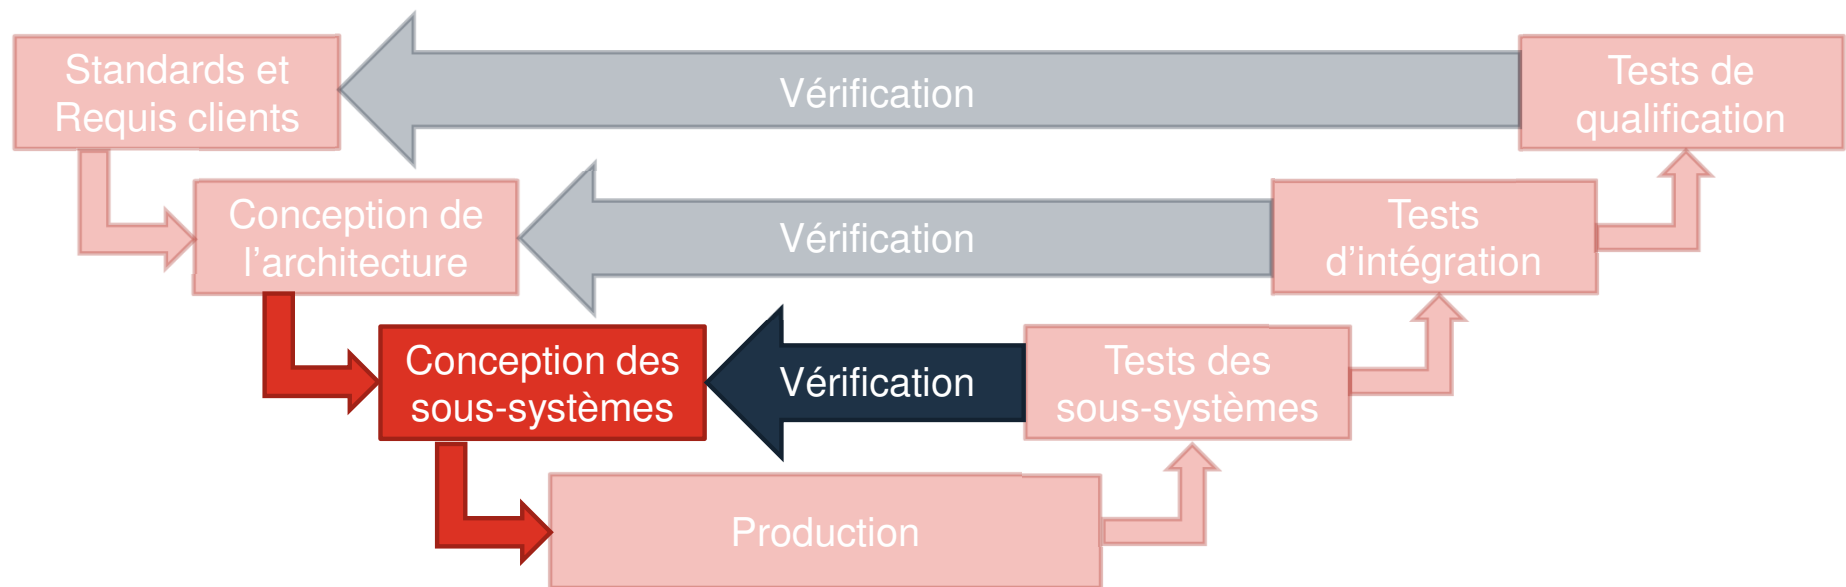 Standards et
Requis clients
Vérification
Tests de
qualification
Conception de
l'architecture
Vérification
Tests
d'intégration
Conception des
sous-systèmes
Vérification
Tests des
sous-systèmes
Production